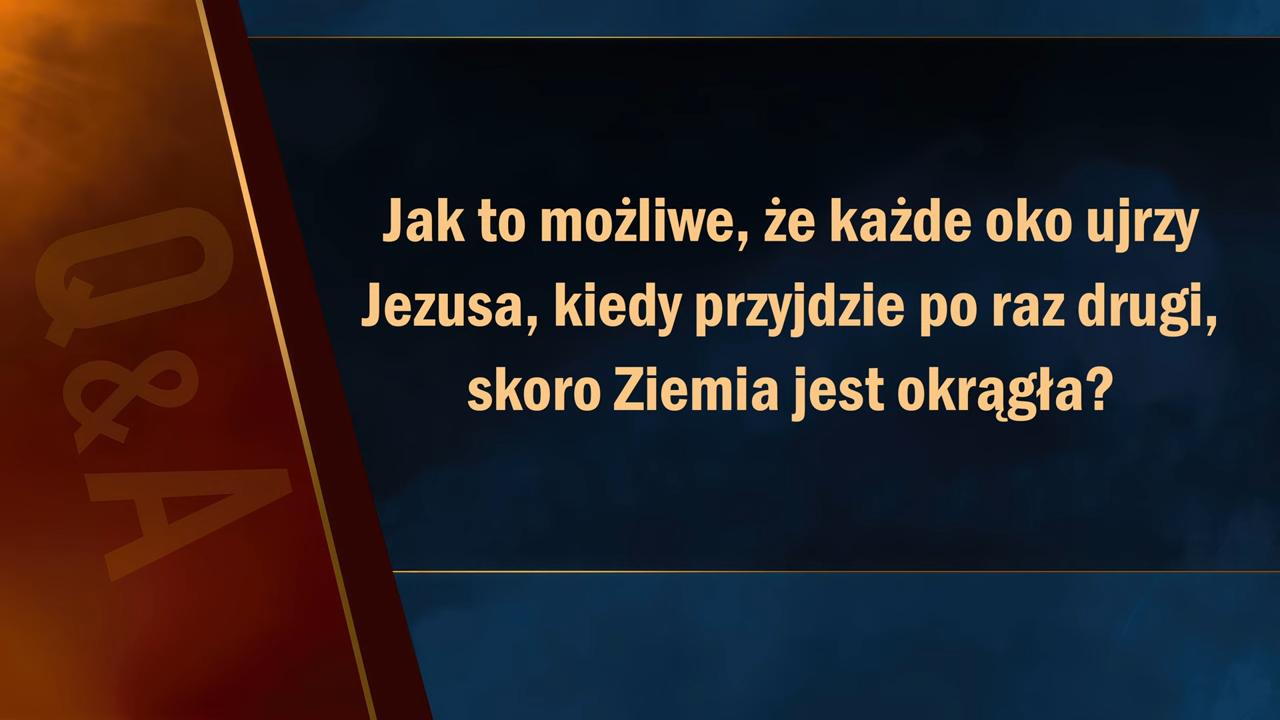 Q&A
Jak to możliwe, że każde oko ujrzy
Jezusa, kiedy przyjdzie po raz drugi,
skoro Ziemia jest okrągła?